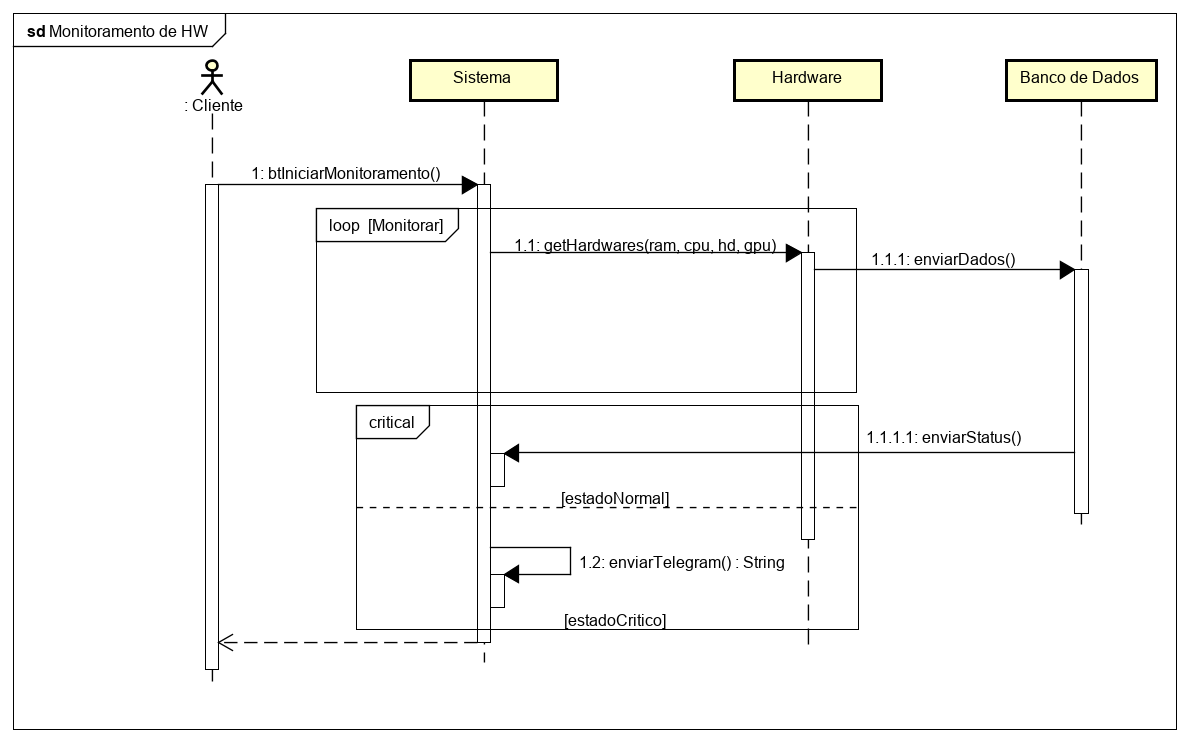 sd Monitoramento de HW
: Cliente
Sistema
Hardware
Banco de Dados
1: btIniciarMonitoramento()
loop [Monitorar]
1.1: getHardwares(ram, cpu, hd, gpu)
1.1.1: enviarDados()
critical
1.1.1.1: enviarStatus()
[estadoNormal]
1.2: enviarTelegram() : String
[estadoCritico]